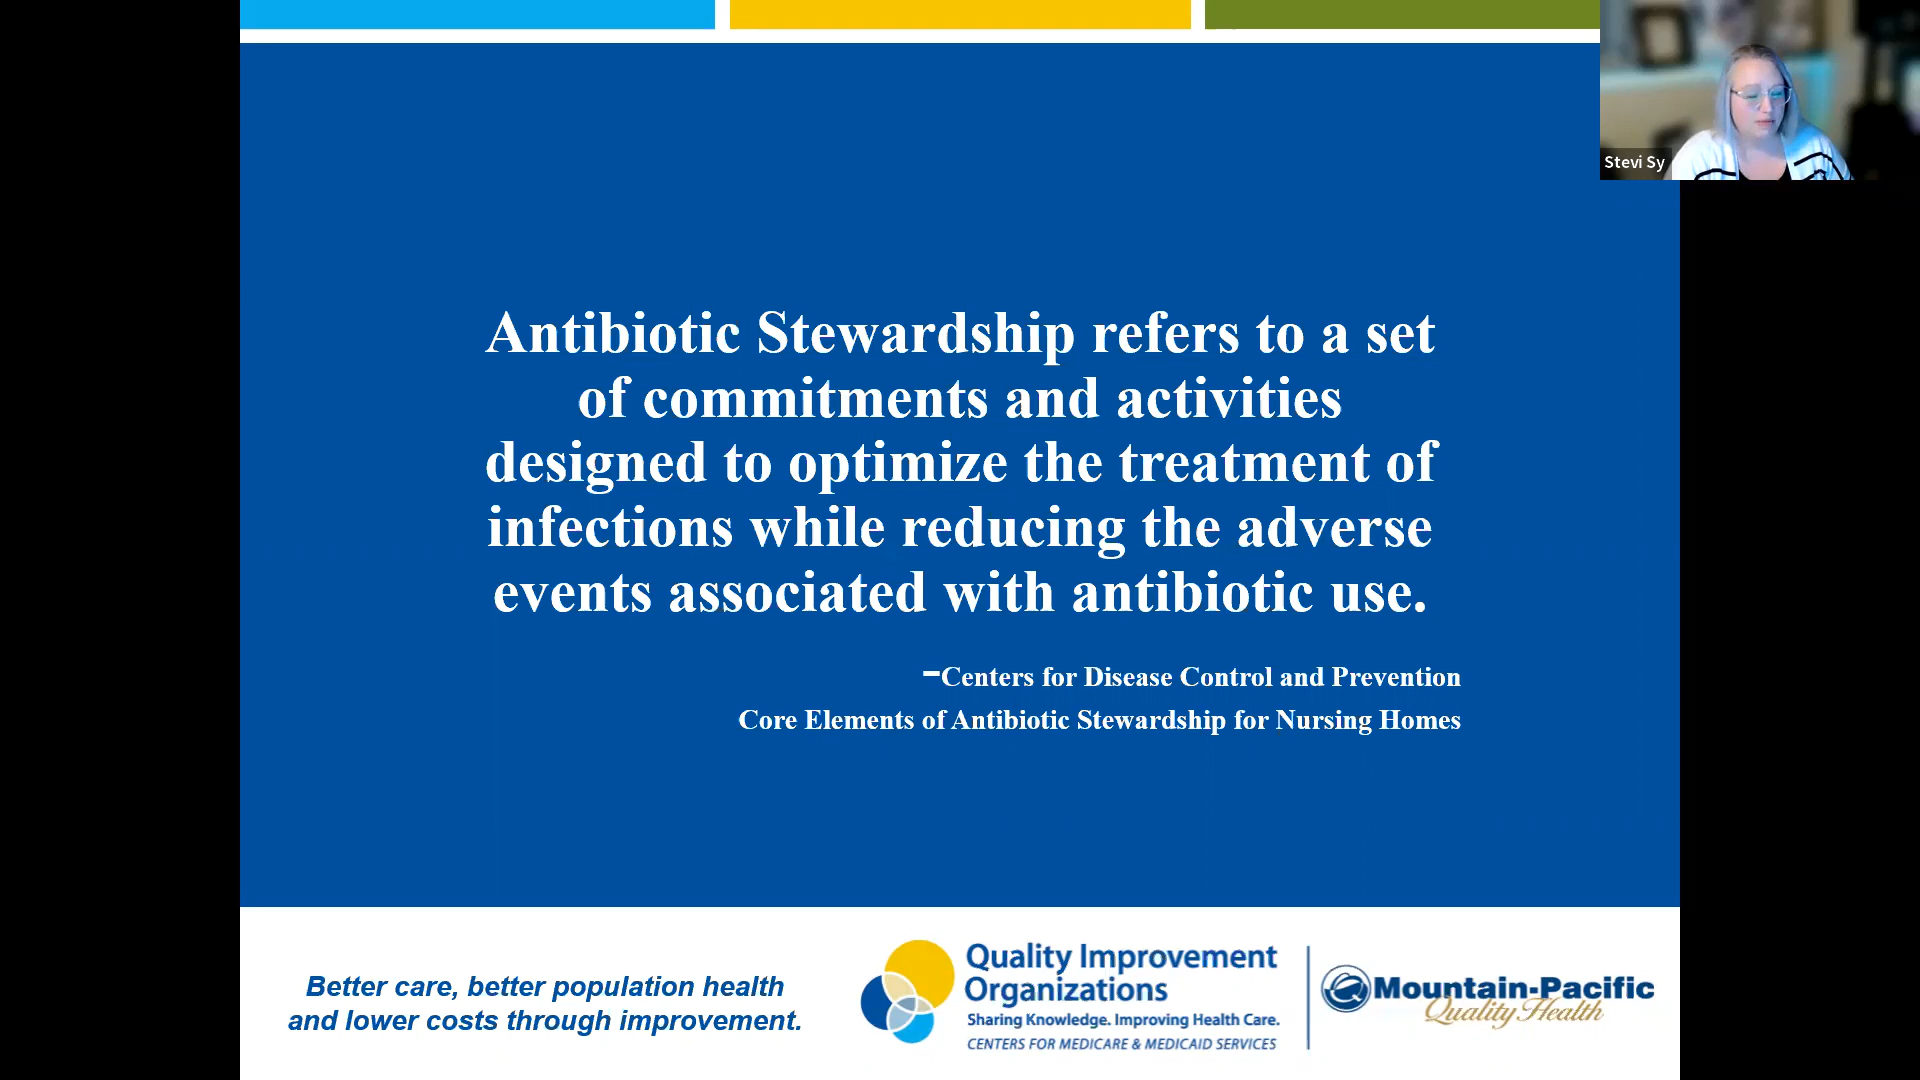 Stevi Sy
Antibiotic Stewardship refers to a set
of commitments and activities
designed to optimize the treatment of
infections while reducing the adverse
events associated with antibiotic use.
-Centers for Disease Control and Prevention
Core Elements of Antibiotic Stewardship for Nursing Homes
Better care, better population health
and lower costs through improvement.
Quality Improvement
Organizations
Sharing Knowledge. Improving Health Care.
CENTERS FOR MEDICARE & MEDICAID SERVICES
Mountain-Pacific
Quality Health